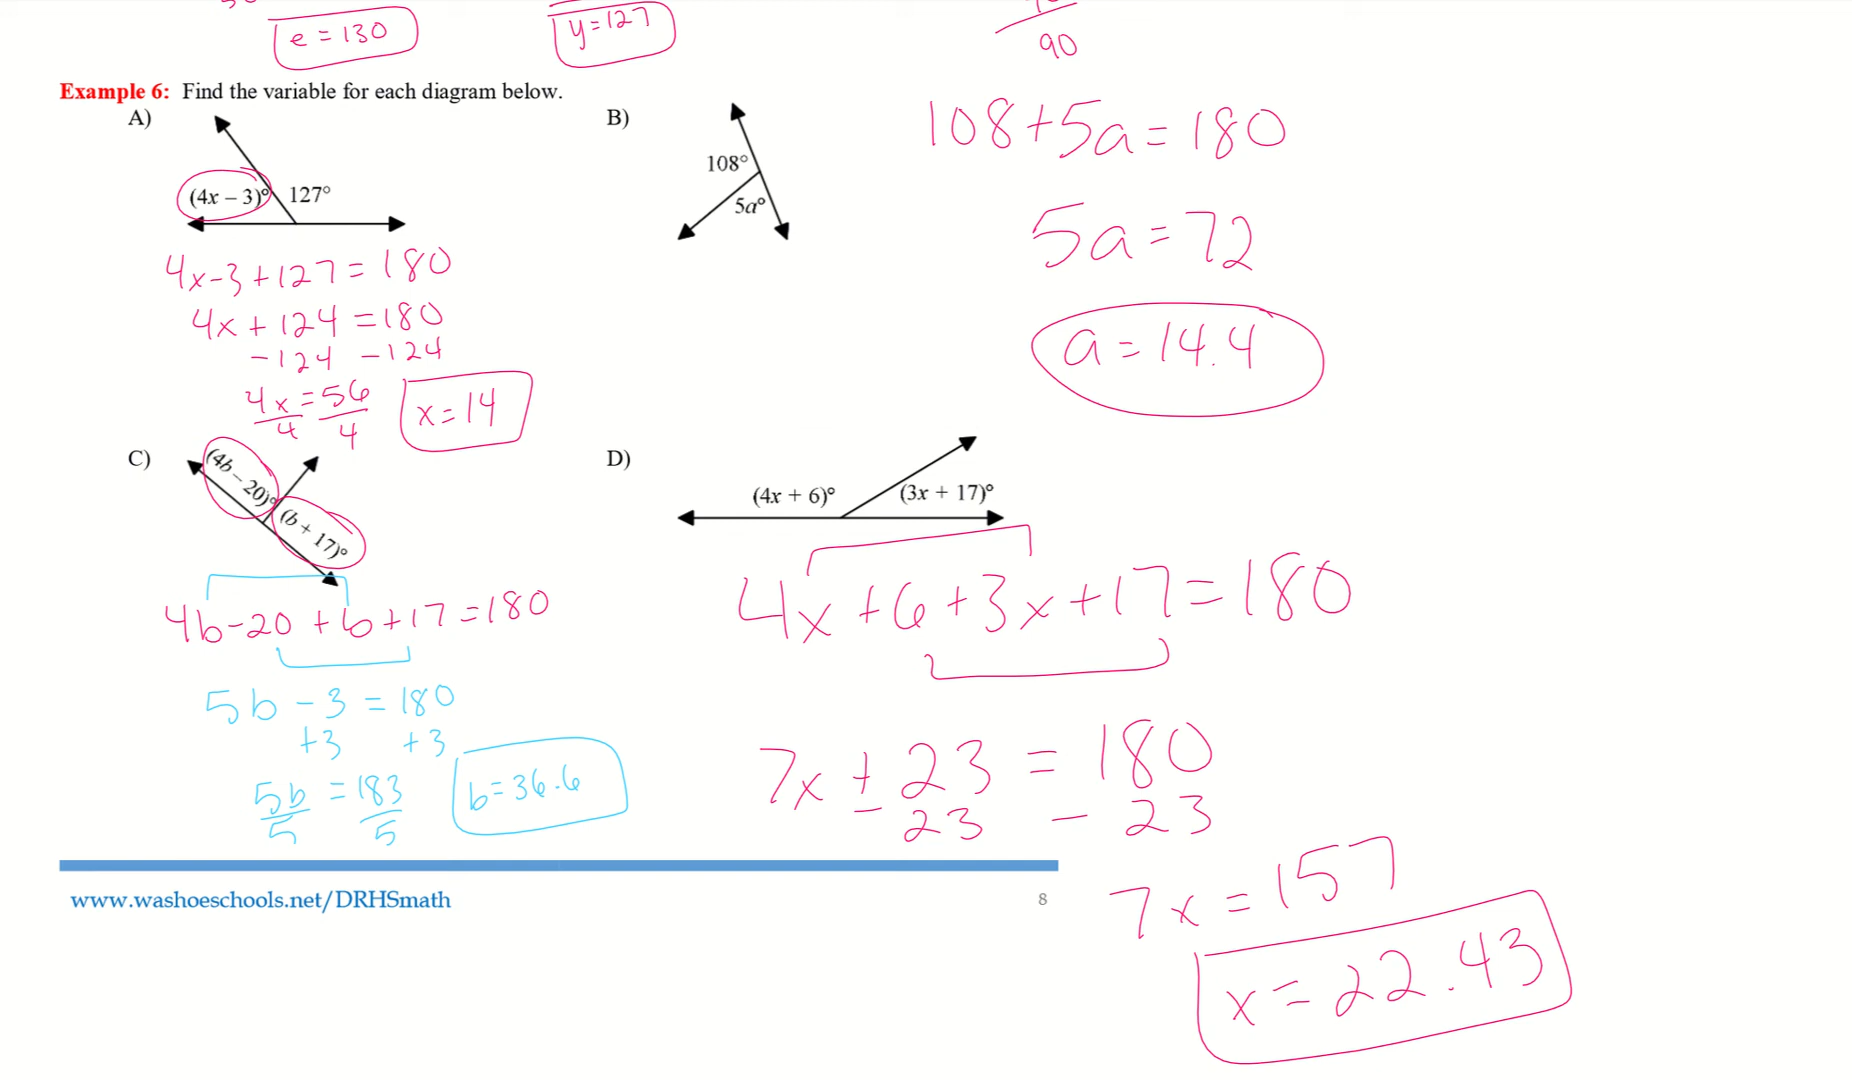 e = 130
y = 127
90
Example 6: Find the variable for each diagram below.
A)
(4x – 3)°
127°
4x-3+127=180
4x + 124 = 180
-124 -124
4x = 56
4 4
x = 14
B)
108°
5a°
108+5a=180
5a=72
a = 14.4
C)
(4b – 20)°
(b + 17)°
4b-20 +b+17=180
5b - 3 = 180
+3 +3
5b = 183
5 5
b=36.6
D)
(4x + 6)°
(3x + 17)°
4x +6+3x+17=180
7x + 23 = 180
- 23 - 23
7x = 157
x = 22.43
www.washoeschools.net/DRHSmath
8